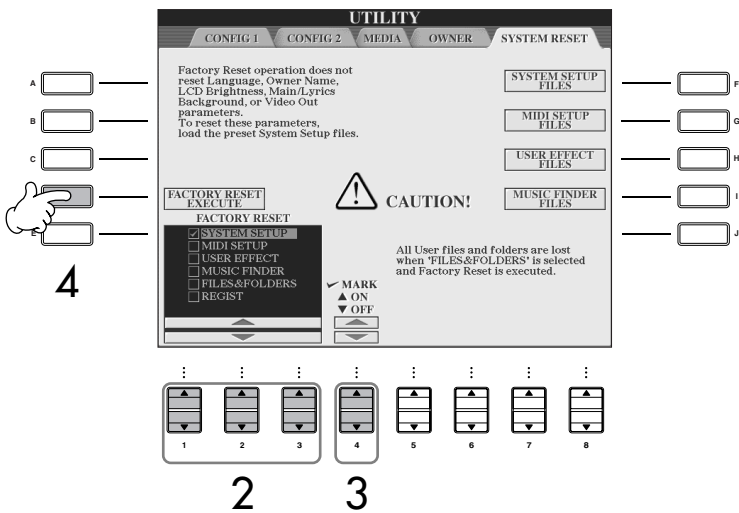 UTILITY
CONFIG 1 CONFIG 2 MEDIA OWNER SYSTEM RESET
Factory Reset operation does not
reset Language, Owner Name,
LCD Brightness, Main/Lyrics
Background, or Video Out
parameters.
To reset these parameters,
load the preset System Setup files.
SYSTEM SETUP
FILES
MIDI SETUP
FILES
USER EFFECT
FILES
MUSIC FINDER
FILES
A
B
C
E
F
G
H
I
J
4
FACTORY RESET
EXECUTE
CAUTION!
FACTORY RESET
SYSTEM SETUP
MIDI SETUP
USER EFFECT
MUSIC FINDER
FILES&FOLDERS
REGIST
MARK
▲ ON
▼ OFF
All User files and folders are lost
when 'FILES&FOLDERS' is selected
and Factory Reset is executed.
1 2 3 4 5 6 7 8
2 3